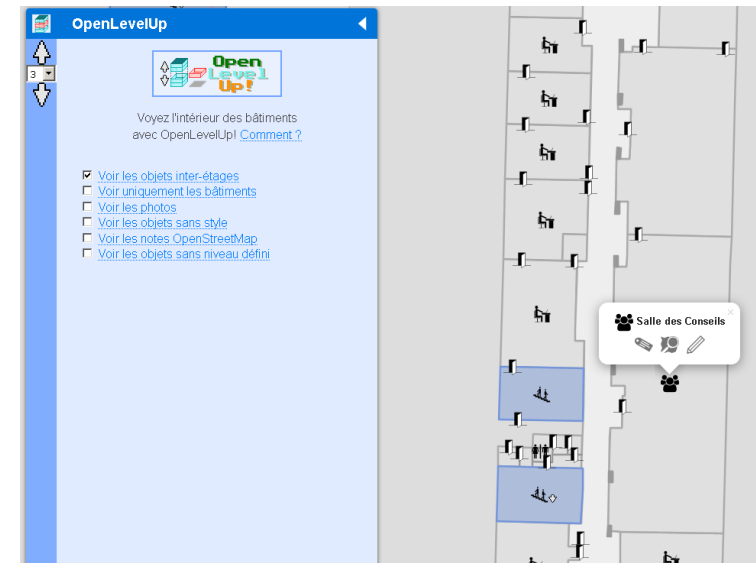 OpenLevelUp
3
Open
Level
Up!
Voyez l'intérieur des bâtiments
avec OpenLevelUp! Comment ?
Voir les objets inter-étages
Voir uniquement les bâtiments
Voir les photos
Voir les objets sans style
Voir les notes OpenStreetMap
Voir les objets sans niveau défini
Salle des Conseils